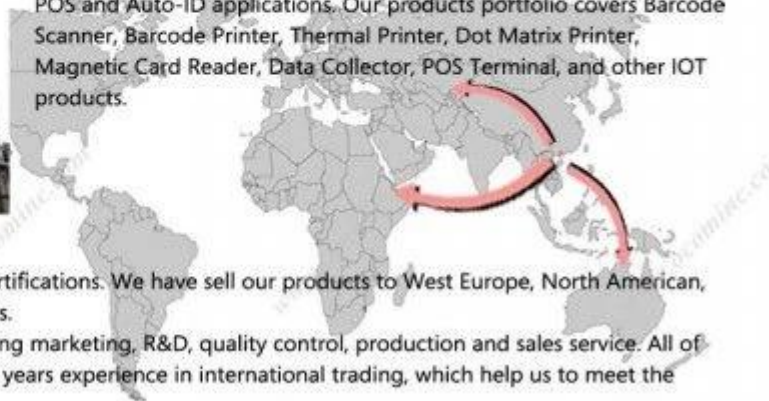 POS and Auto-ID applications. Our products portfolio covers Barcode
Scanner, Barcode Printer, Thermal Printer, Dot Matrix Printer,
Magnetic Card Reader, Data Collector, POS Terminal, and other IOT
products.
rtifications. We have sell our products to West Europe, North American,
s.
ng marketing, R&D, quality control, production and sales service. All of
years experience in international trading, which help us to meet the